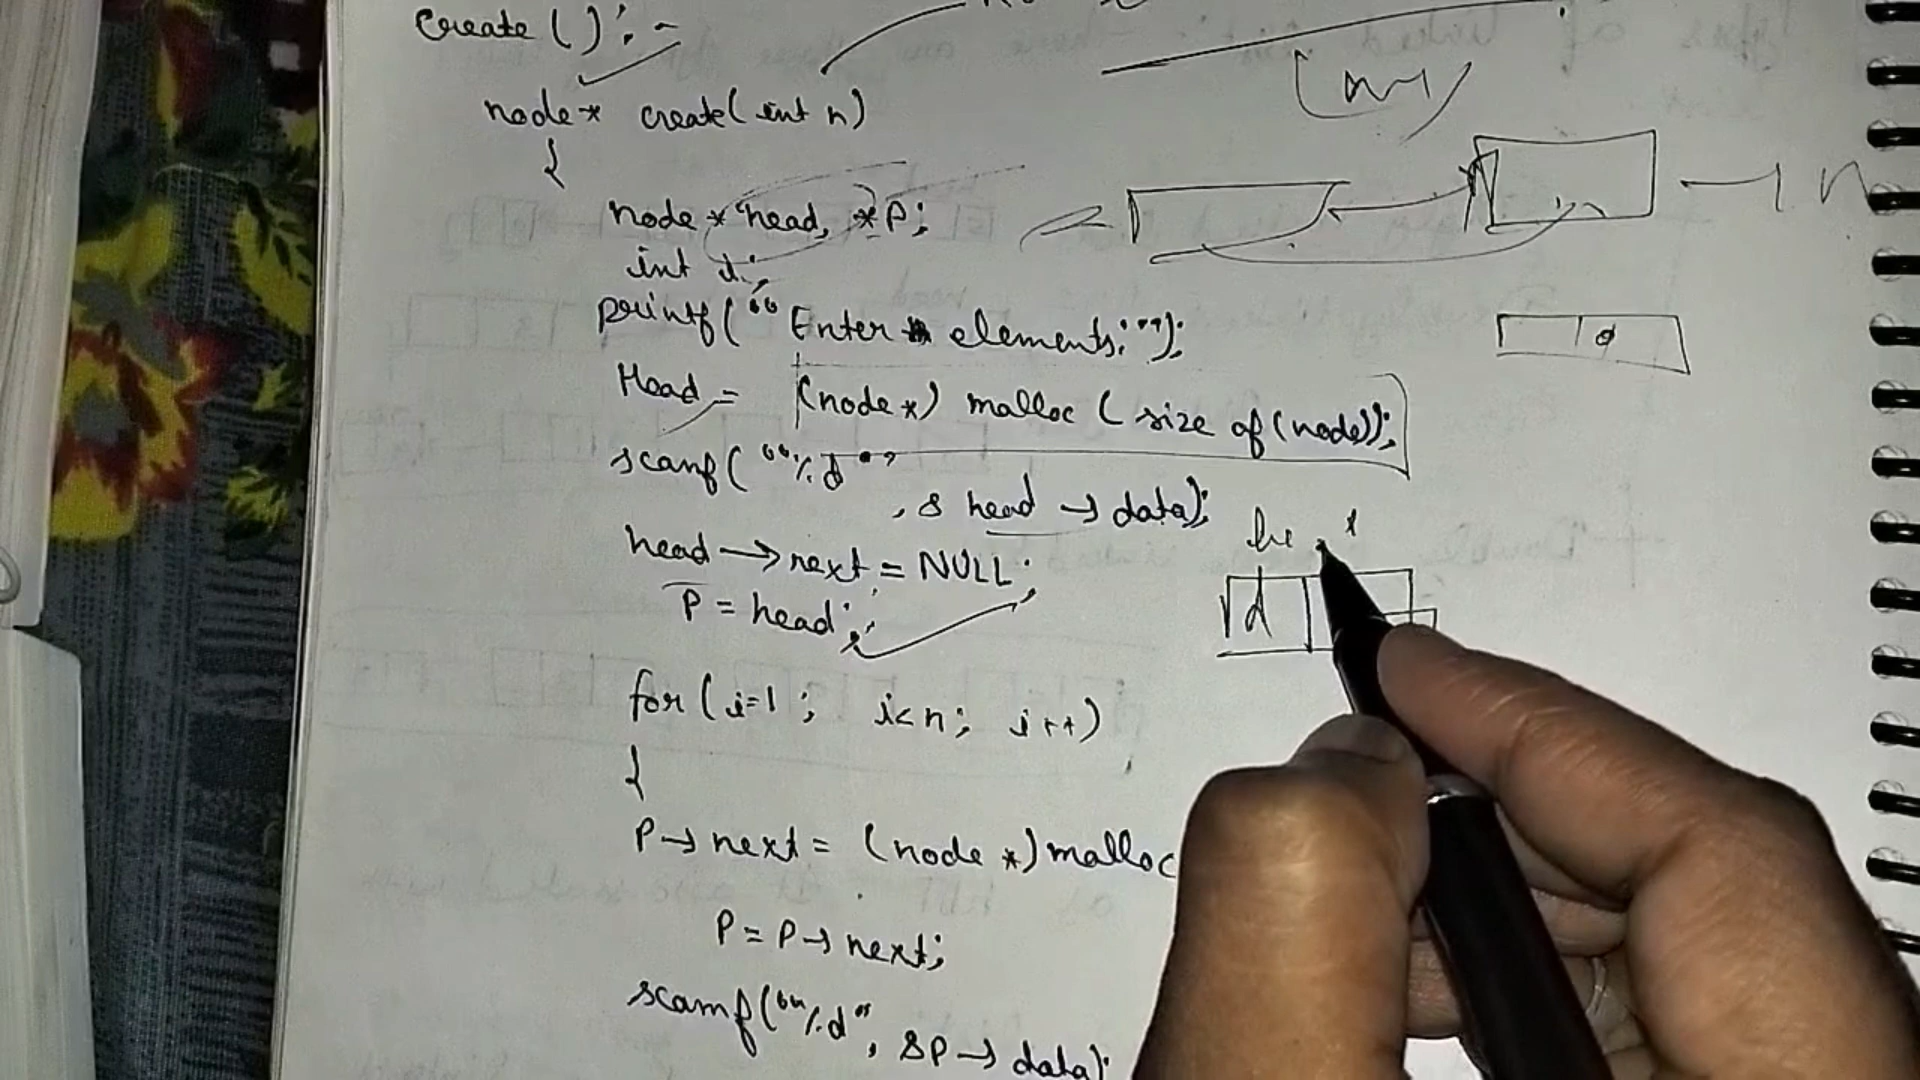 Create () : -
(n-1)
node* create( int n)
{
n
node * head, *P;
int i;
printf( "Enter elements:");
Head = (node*) malloc ( size of (node));
scanf( "%d"
, & head → data);
head → next = NULL;
P = head;
d
for ( i=1 ; i<n ; i++)
{
P → next = (node *) malloc
P = P → next;
scanf( "%d", &P → data);